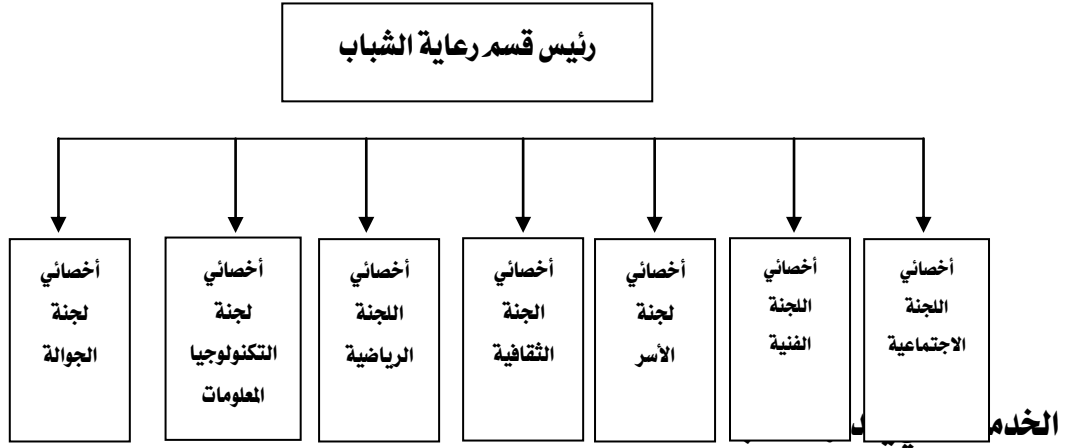 رئيس قسم رعاية الشباب
أخصائي
اللجنة
الاجتماعية
أخصائي
اللجنة
الفنية
أخصائي
لجنة
الأسر
أخصائي
الجنة
الثقافية
أخصائي
اللجنة
الرياضية
أخصائي
لجنة
التكنولوجيا
المعلومات
أخصائي
لجنة
الجوالة